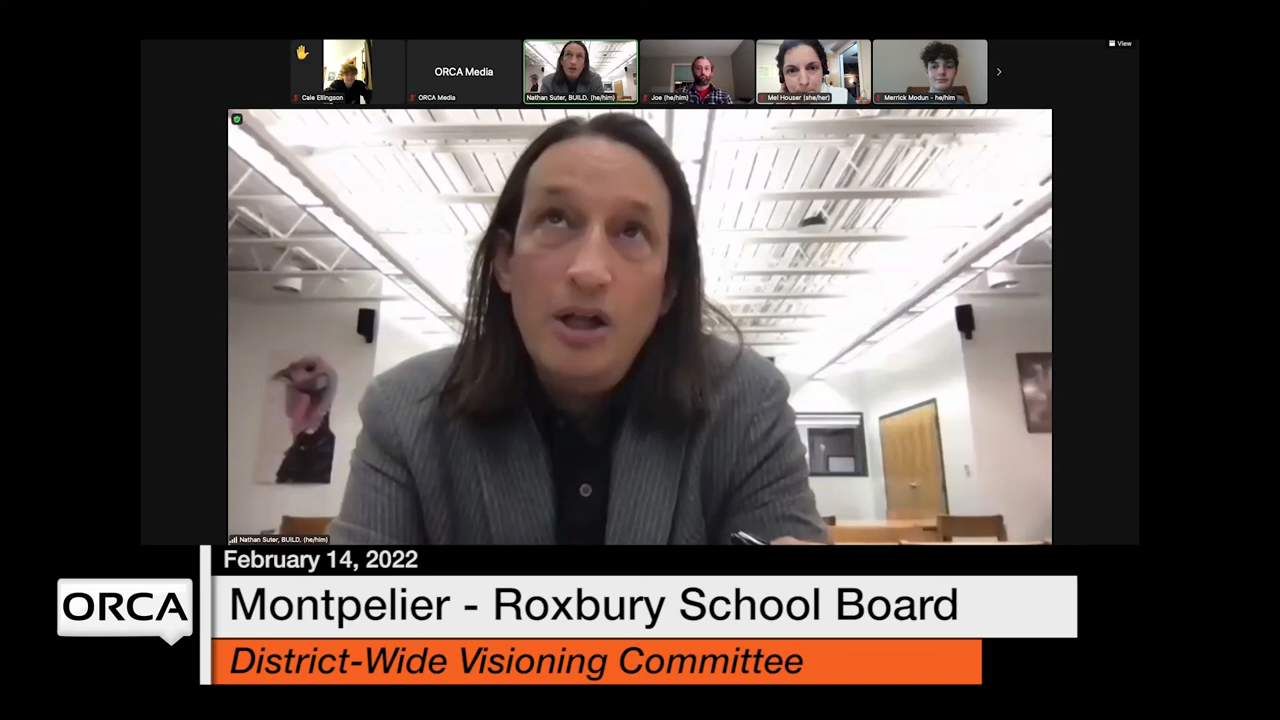 View
ORCA Media
Cale Ellingson
ORCA Media
Nathan Suter, BUILD. (he/him)
Joe (he/him)
Mel Houser (she/her)
Merrick Modun - he/him
Nathan Suter, BUILD. (he/him)
February 14, 2022
ORCA
Montpelier - Roxbury School Board
District-Wide Visioning Committee